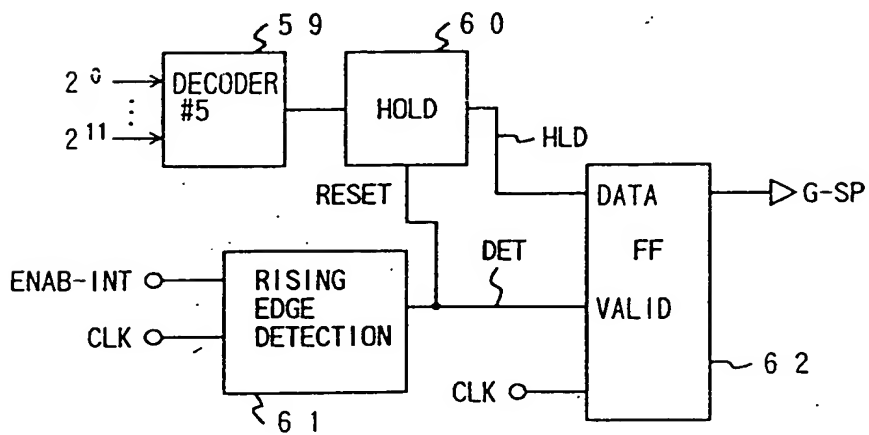 59
60
2⁰
DECODER
#5
⋮
2¹¹
HOLD
HLD
RESET
DATA
G-SP
FF
DET
ENAB-INT
RISING
EDGE
DETECTION
VALID
CLK
CLK
62
61